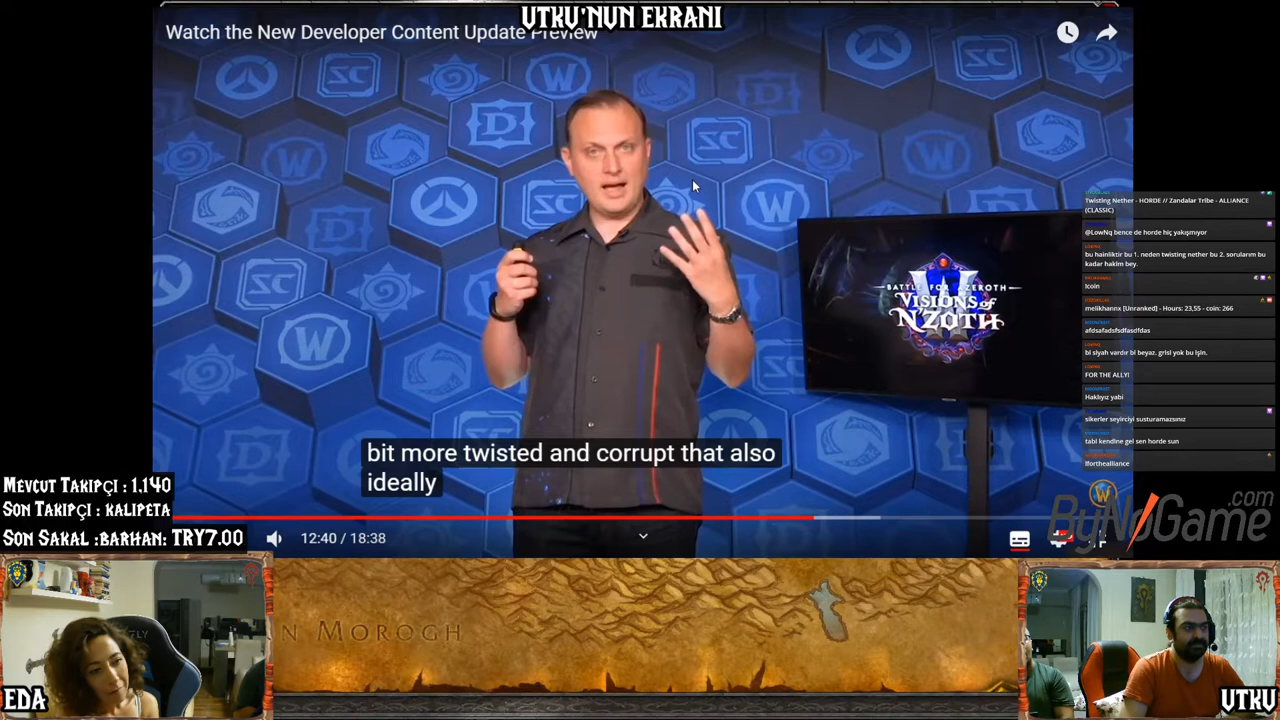 UTKU'NUN EKRANI
Watch the New Developer Content Update Preview
BATTLE FOR AZEROTH
VISIONS of
N'ZOTH
bit more twisted and corrupt that also
ideally
12:40 / 18:38
Twisting Nether - HORDE // Zandalar Tribe - ALLIANCE
(CLASSIC)
@LowNq bence de horde hiç yakışmıyor
bu hainliktir bu 1. neden twisting nether bu 2. sorularım bu
kadar hakim bey.
!coin
melikhannx [Unranked] - Hours: 23,55 - coin: 266
afdsafadsfsdfasdfdas
bi siyah vardır bi beyaz. grisi yok bu işin.
FOR THE ALLY!
Haklıyız yabi
sikerler seyirciyi susturamazsınız
tabi kendine gel sen horde sun
!forthealliance
ByNoGame.com
Mevcut Takipçi : 1.140
Son Takipçi : kalipeta
Son Sakal :barhan: TRY7.00
N MOROGH
EDA
UTKU